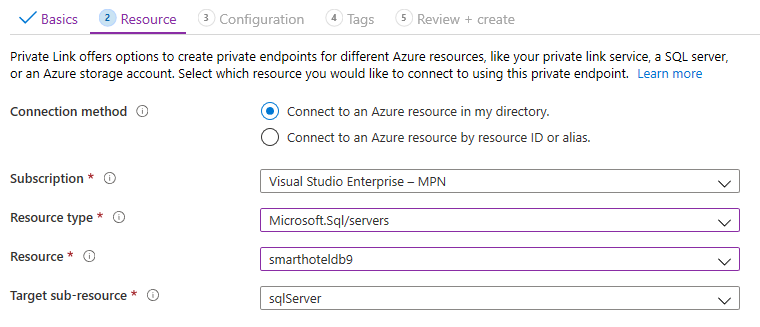 Basics 2 Resource 3 Configuration 4 Tags 5 Review + create
Private Link offers options to create private endpoints for different Azure resources, like your private link service, a SQL server,
or an Azure storage account. Select which resource you would like to connect to using this private endpoint. Learn more
Connection method Connect to an Azure resource in my directory.
Connect to an Azure resource by resource ID or alias.
Subscription * Visual Studio Enterprise – MPN
Resource type * Microsoft.Sql/servers
Resource * smarthoteldb9
Target sub-resource * sqlServer